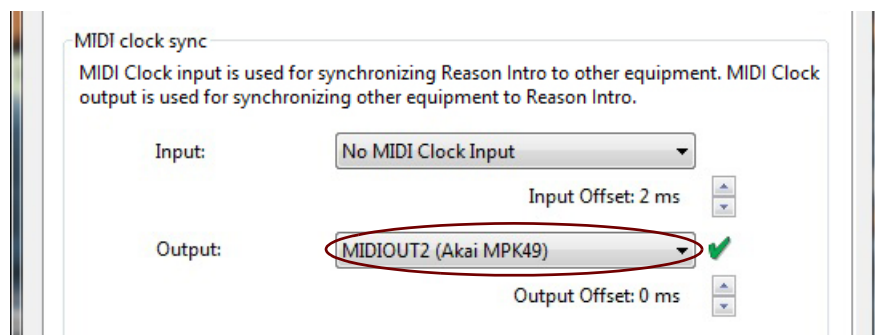 MIDI clock sync
MIDI Clock input is used for synchronizing Reason Intro to other equipment. MIDI Clock
output is used for synchronizing other equipment to Reason Intro.
Input: No MIDI Clock Input
Input Offset: 2 ms
Output: MIDIOUT2 (Akai MPK49)
Output Offset: 0 ms